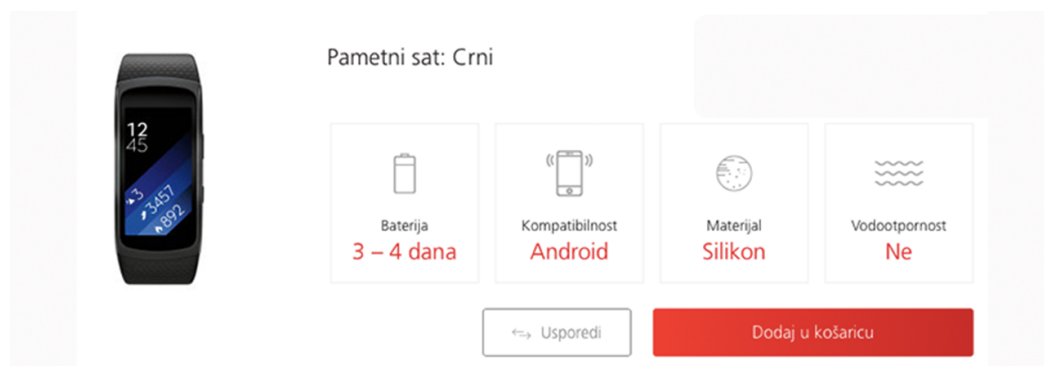 Pametni sat: Crni
12
45
3
3457
892
Baterija
3 – 4 dana
Kompatibilnost
Android
Materijal
Silikon
Vodootpornost
Ne
Usporedi
Dodaj u košaricu